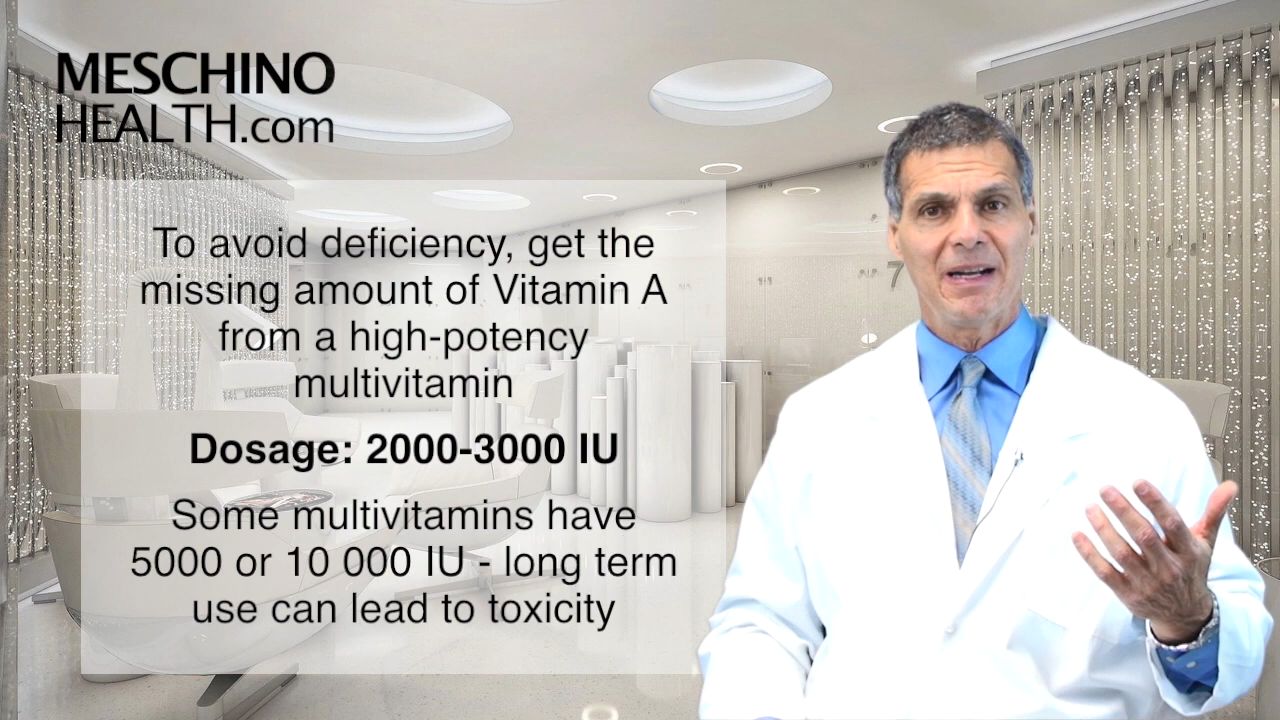 MESCHINO
HEALTH.com
To avoid deficiency, get the
missing amount of Vitamin A
from a high-potency
multivitamin
Dosage: 2000-3000 IU
Some multivitamins have
5000 or 10 000 IU - long term
use can lead to toxicity
7